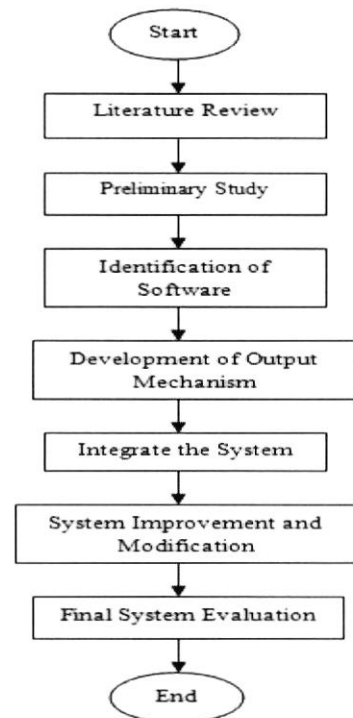 Start
Literature Review
Preliminary Study
Identification of
Software
Development of Output
Mechanism
Integrate the System
System Improvement and
Modification
Final System Evaluation
End